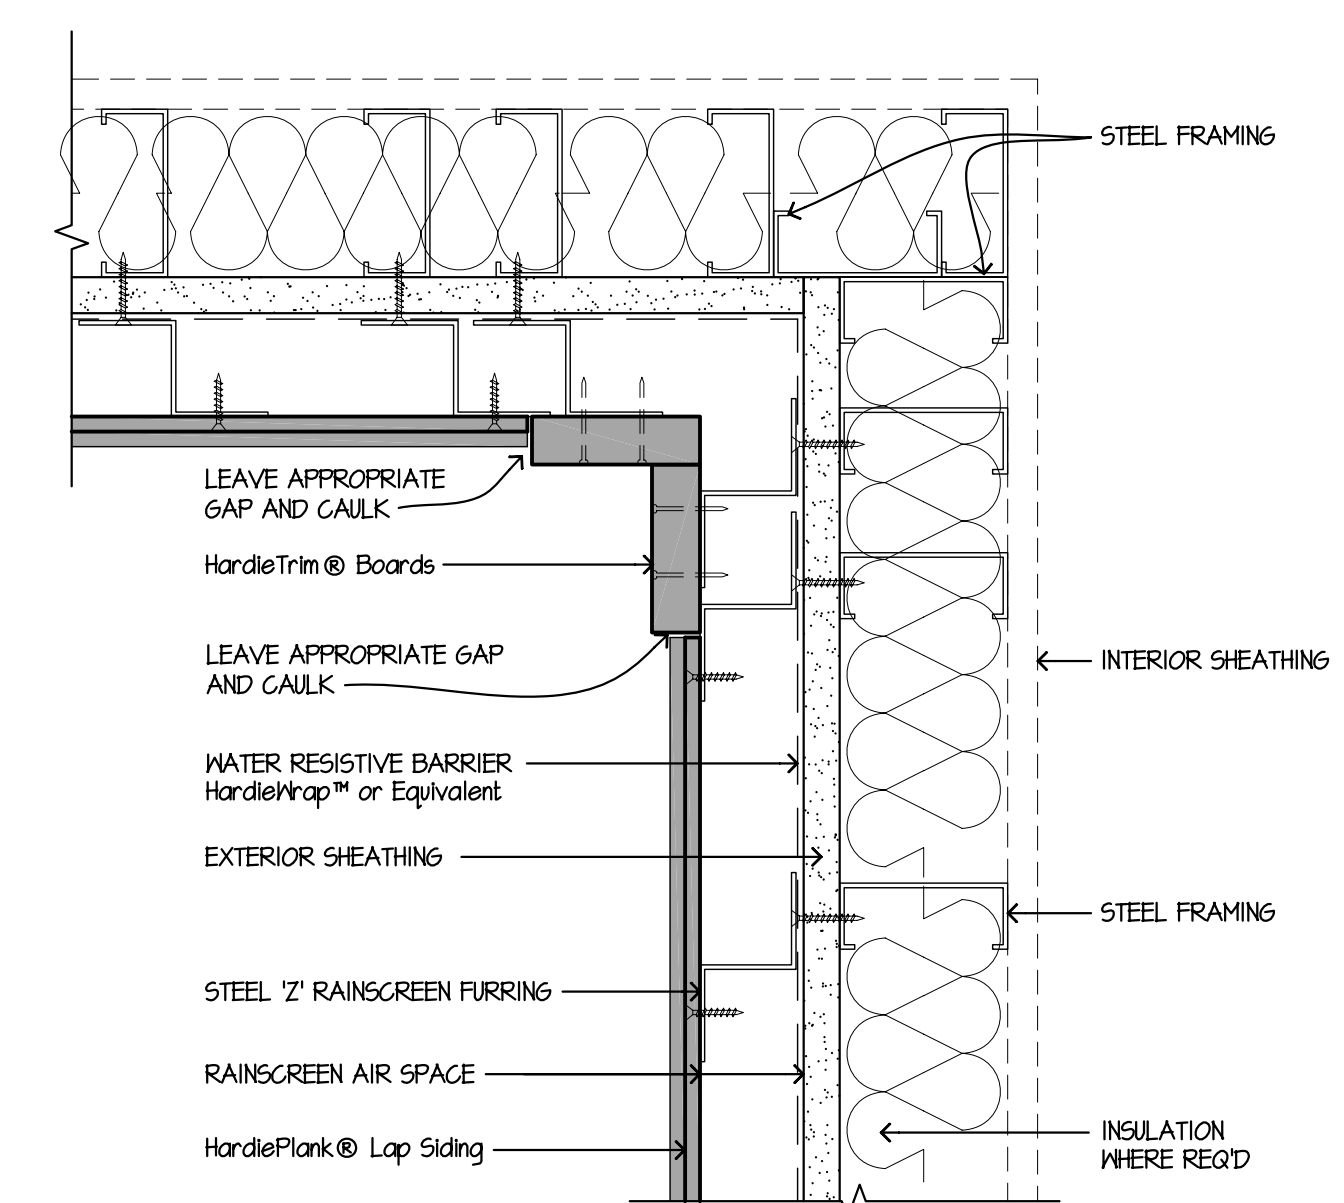 STEEL FRAMING
LEAVE APPROPRIATE
GAP AND CAULK
HardieTrim® Boards
LEAVE APPROPRIATE GAP
AND CAULK
INTERIOR SHEATHING
WATER RESISTIVE BARRIER
HardieWrap™ or Equivalent
EXTERIOR SHEATHING
STEEL FRAMING
STEEL 'Z' RAINSCREEN FURRING
RAINSCREEN AIR SPACE
HardiePlank® Lap Siding
INSULATION
WHERE REQ'D